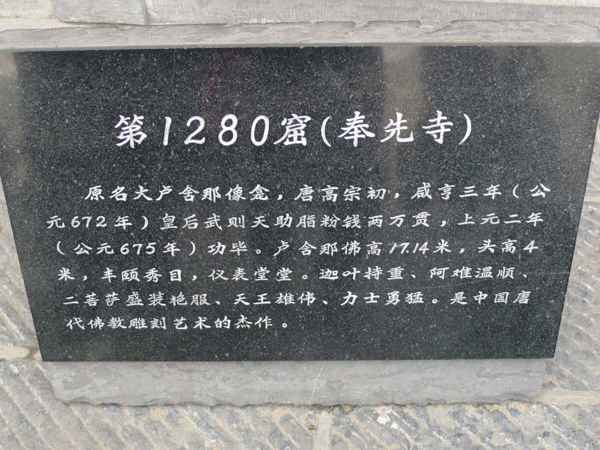 第1280窟(奉先寺)
原名大卢舍那像龛，唐高宗初，咸亨三年（公
元672年）皇后武则天助脂粉钱两万贯，上元二年
（公元675年）功毕。卢舍那佛高17.14米，头高4
米，丰颐秀目，仪表堂堂。迦叶持重、阿难温顺、
二菩萨盛装艳服、天王雄伟、力士勇猛。是中国唐
代佛教雕刻艺术的杰作。